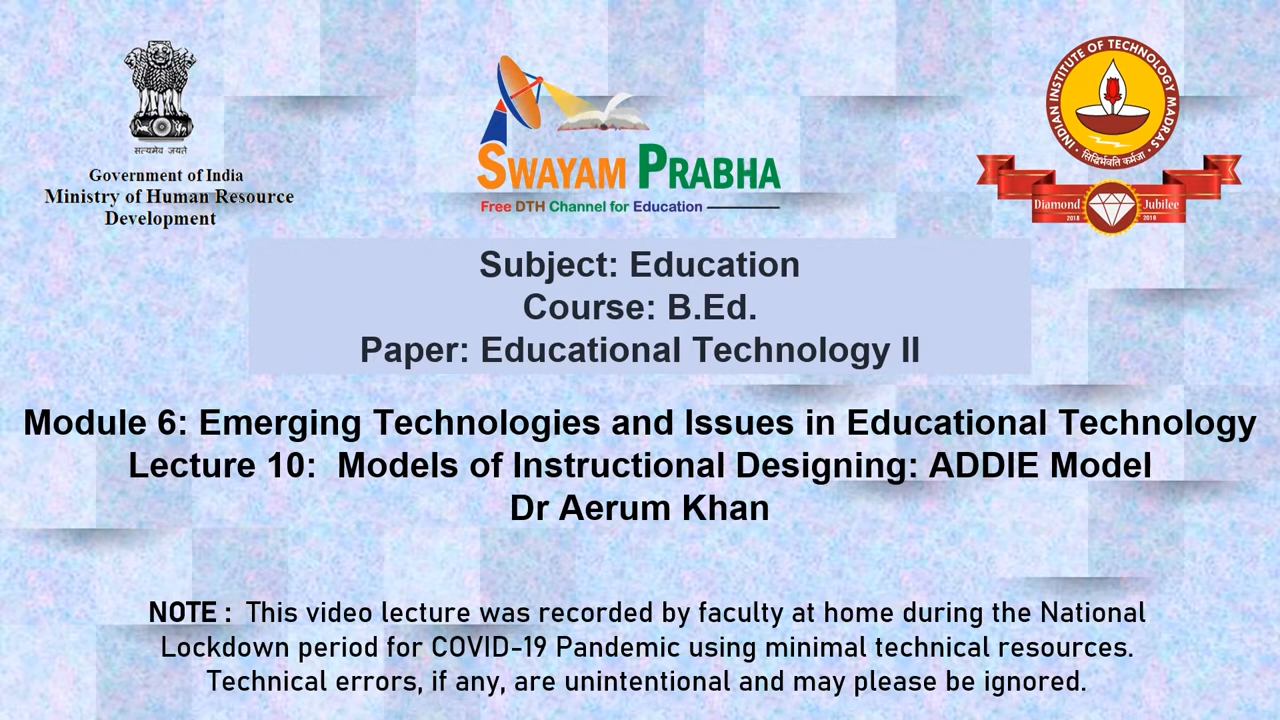 सत्यमेव जयते
Government of India
Ministry of Human Resource
Development
SWAYAM PRABHA
Free DTH Channel for Education
INDIAN INSTITUTE OF TECHNOLOGY MADRAS
सिद्धिर्भवति कर्मजा
Diamond Jubilee
2018 2019
Subject: Education
Course: B.Ed.
Paper: Educational Technology II
Module 6: Emerging Technologies and Issues in Educational Technology
Lecture 10: Models of Instructional Designing: ADDIE Model
Dr Aerum Khan
NOTE : This video lecture was recorded by faculty at home during the National
Lockdown period for COVID-19 Pandemic using minimal technical resources.
Technical errors, if any, are unintentional and may please be ignored.